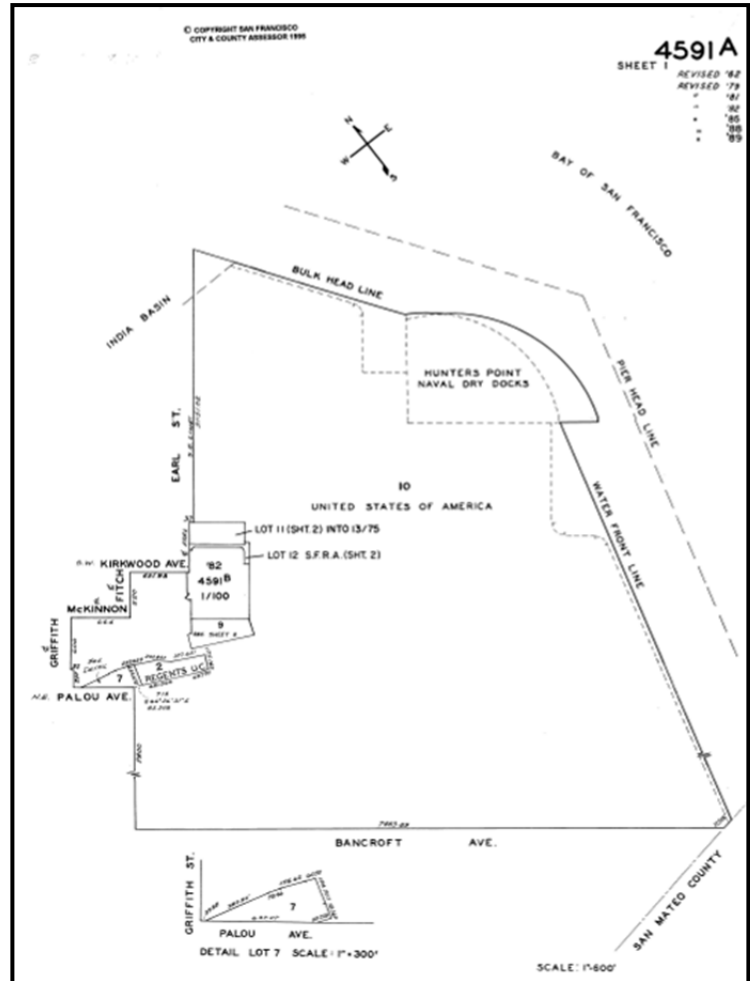 © COPYRIGHT SAN FRANCISCO
CITY & COUNTY ASSESSOR 1995
4591A
SHEET 1
REVISED '82
REVISED '79
" '81
" '82
" '85
" '88
" '89
N
E
W
S
BAY OF SAN FRANCISCO
BULK HEAD LINE
INDIA BASIN
HUNTERS POINT
NAVAL DRY DOCKS
PIER HEAD LINE
EARL ST.
10
UNITED STATES OF AMERICA
WATER FRONT LINE
LOT 11 (SHT. 2) INTO 13/75
LOT 12 S.F.R.A. (SHT. 2)
S.W. KIRKWOOD AVE.
'82
4591B
1/100
FITCH
McKINNON
9
GRIFFITH
2
REGENTS UC
7
N.E. PALOU AVE.
BANCROFT AVE.
SAN MATEO COUNTY
GRIFFITH ST.
7
PALOU AVE.
DETAIL LOT 7 SCALE: 1"=300'
SCALE: 1"=600'